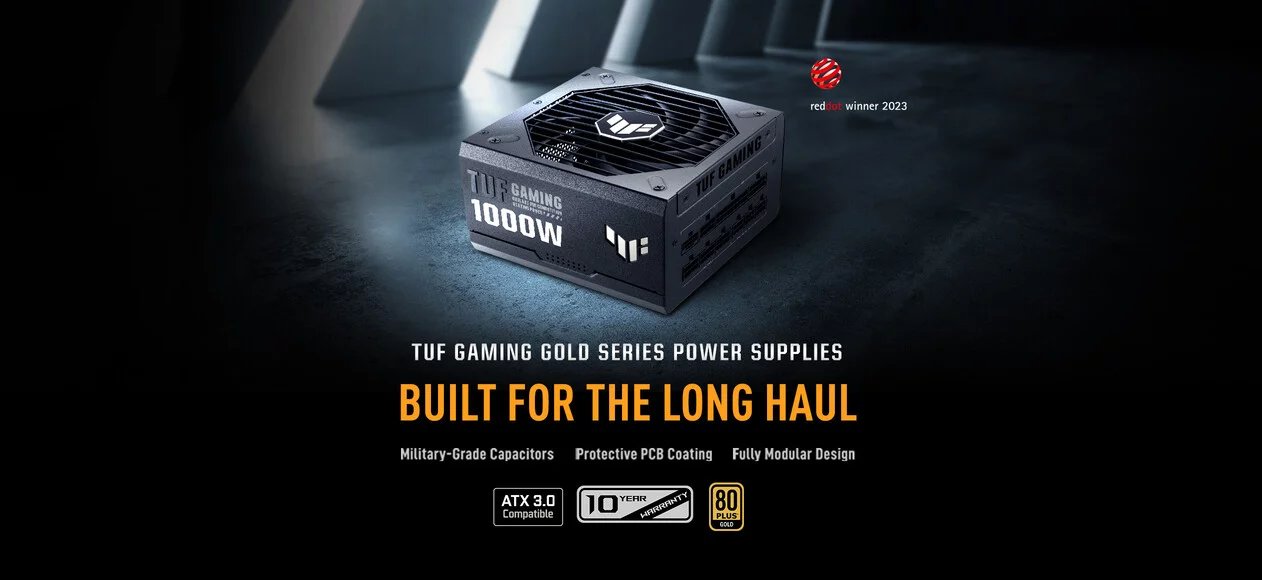 reddot winner 2023
TUF GAMING
TUF GAMING
1000W
TUF GAMING GOLD SERIES POWER SUPPLIES
BUILT FOR THE LONG HAUL
Military-Grade Capacitors Protective PCB Coating Fully Modular Design
ATX 3.0
Compatible
10 YEAR WARRANTY
80
PLUS
GOLD